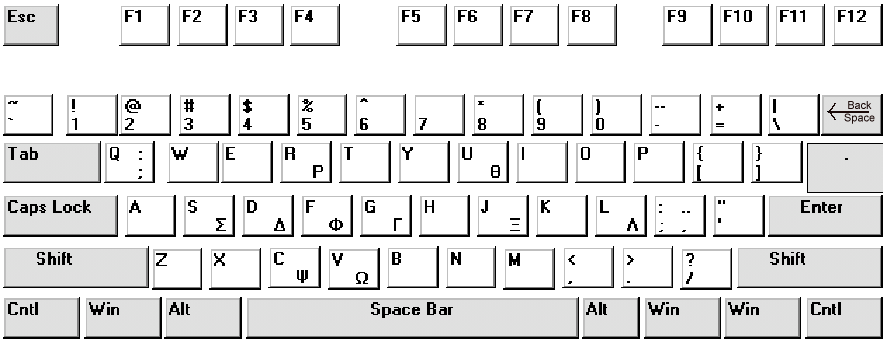 Esc F1 F2 F3 F4 F5 F6 F7 F8 F9 F10 F11 F12
~ ! @ # $ % ^ * ( ) -- + | Back
` 1 2 3 4 5 6 7 8 9 0 - = \ Space
Tab Q : W E R T Y U I O P { } .
; Ρ θ [ ]
Caps Lock A S D F G H J K L : ¨ " Enter
Σ Δ Φ Γ Ξ Λ ; ; '
Shift Z X C V B N M < > ? Shift
Ψ Ω , . /
Cntl Win Alt Space Bar Alt Win Win Cntl